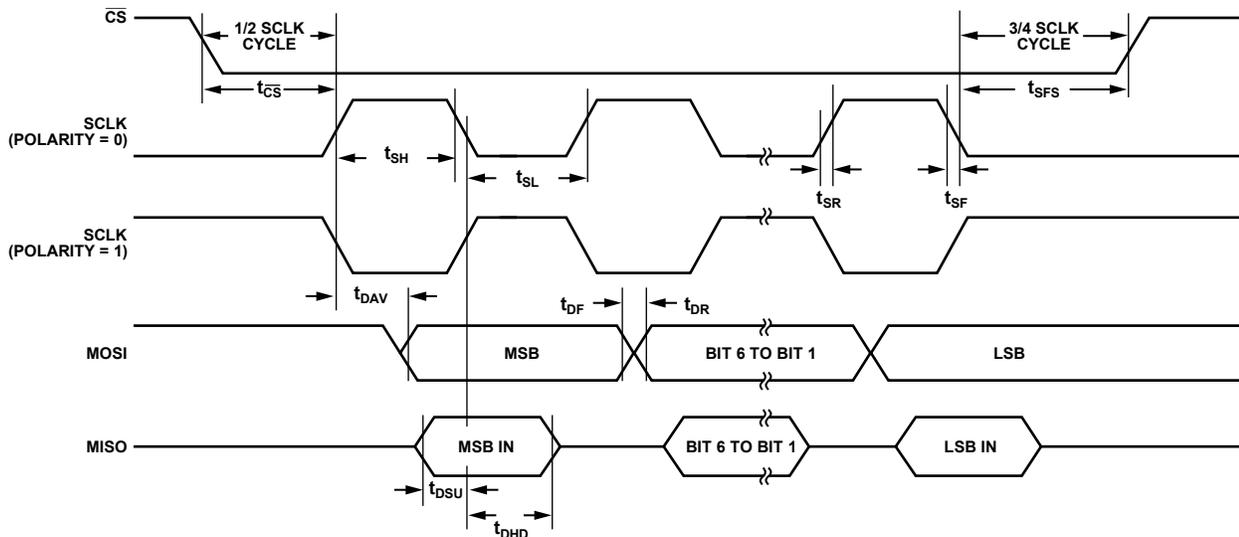 CS
1/2 SCLK
CYCLE
3/4 SCLK
CYCLE
tCS
tSFS
SCLK
(POLARITY = 0)
tSH
tSL
tSR
tSF
SCLK
(POLARITY = 1)
tDAV
tDF
tDR
MOSI
MSB
BIT 6 TO BIT 1
LSB
MISO
MSB IN
BIT 6 TO BIT 1
LSB IN
tDSU
tDHD